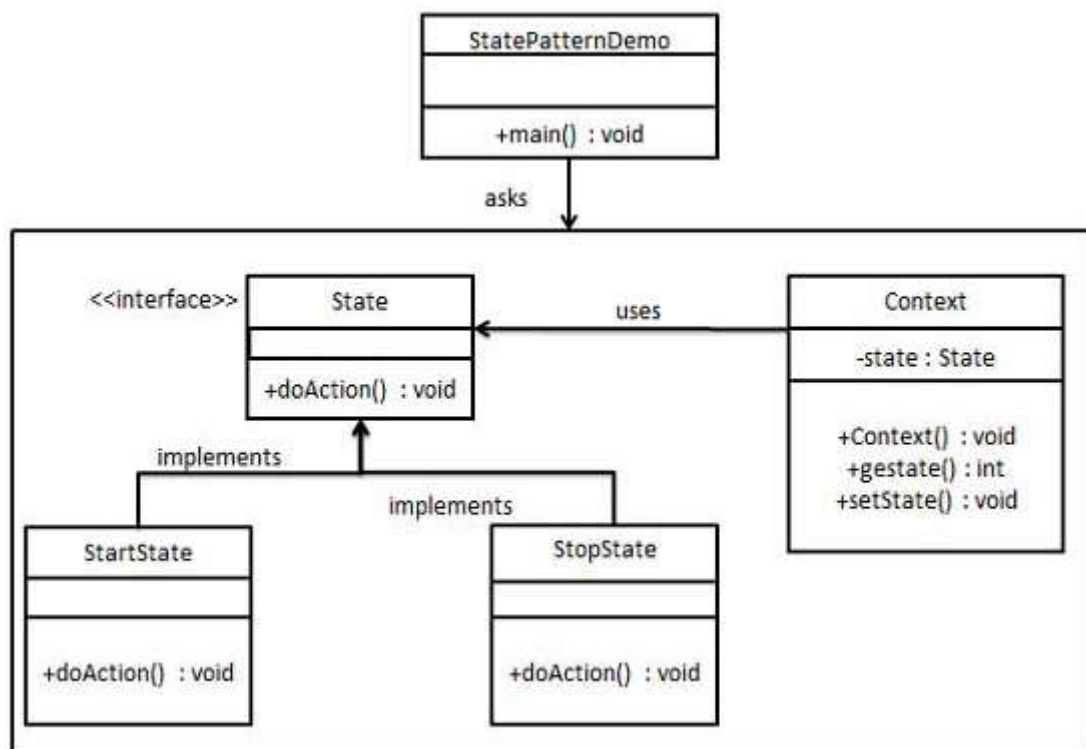 StatePatternDemo
+main() : void
asks
<<interface>>
State
+doAction() : void
uses
Context
-state : State
+Context() : void
+gestate() : int
+setState() : void
implements
implements
StartState
+doAction() : void
StopState
+doAction() : void